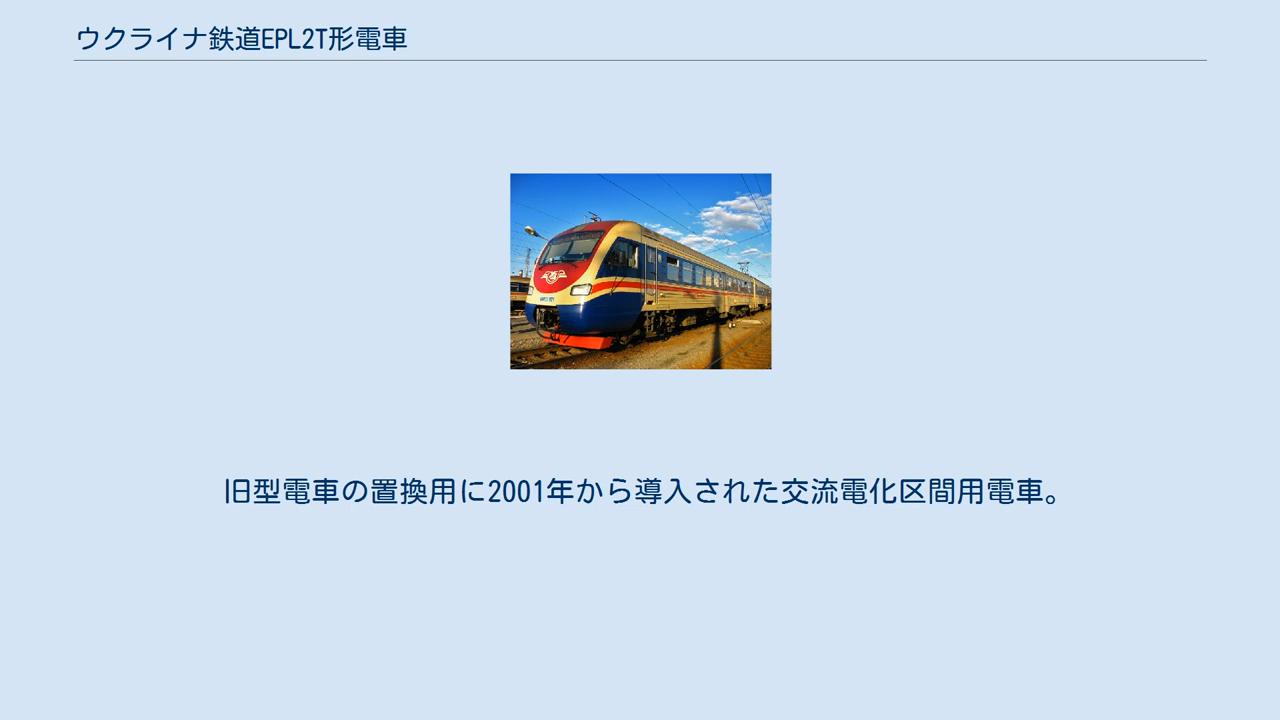 ウクライナ鉄道EPL2T形電車
旧型電車の置換用に2001年から導入された交流電化区間用電車。